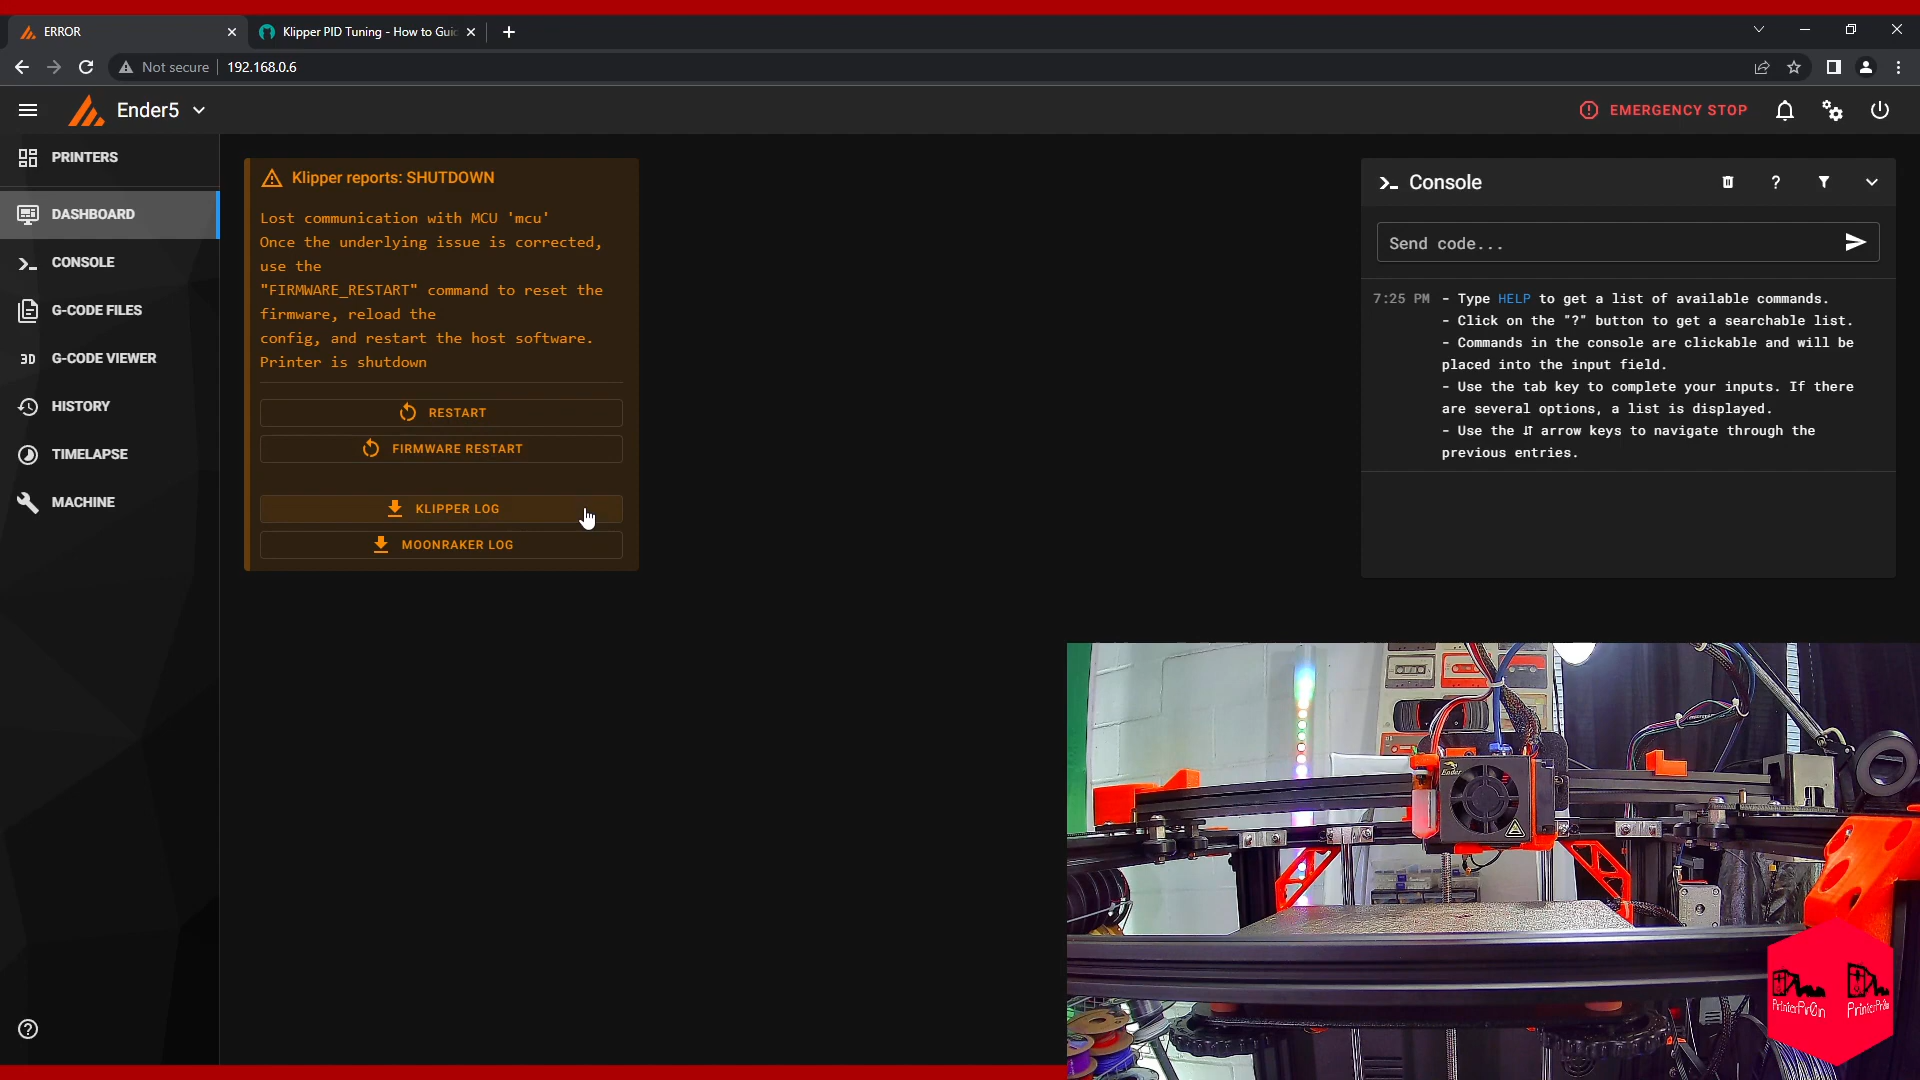 ERROR
Klipper PID Tuning - How to Guid
Not secure
192.168.0.6
Ender5
EMERGENCY STOP
PRINTERS
DASHBOARD
CONSOLE
G-CODE FILES
3D G-CODE VIEWER
HISTORY
TIMELAPSE
MACHINE
Klipper reports: SHUTDOWN
Lost communication with MCU 'mcu'
Once the underlying issue is corrected,
use the
"FIRMWARE_RESTART" command to reset the
firmware, reload the
config, and restart the host software.
Printer is shutdown
RESTART
FIRMWARE RESTART
KLIPPER LOG
MOONRAKER LOG
Console
Send code...
7:25 PM - Type HELP to get a list of available commands.
- Click on the "?" button to get a searchable list.
- Commands in the console are clickable and will be
placed into the input field.
- Use the tab key to complete your inputs. If there
are several options, a list is displayed.
- Use the ⇵ arrow keys to navigate through the
previous entries.
Ender
PrinterPr0n
PrinterPr0n